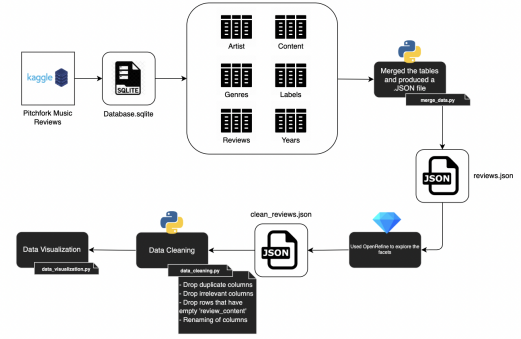 Artist
Content
kaggle
SQLITE
Merged the tables
and produced a
.JSON file
merge_data.py
Genres
Labels
Pitchfork Music
Reviews
Database.sqlite
Reviews
Years
JSON
reviews.json
clean_reviews.json
Data Visualization
data_visualization.py
Data Cleaning
data_cleaning.py
- Drop duplicate columns
- Drop irrelevant columns
- Drop rows that have
empty 'review_content'
- Renaming of columns
JSON
Used OpenRefine to explore the
facets